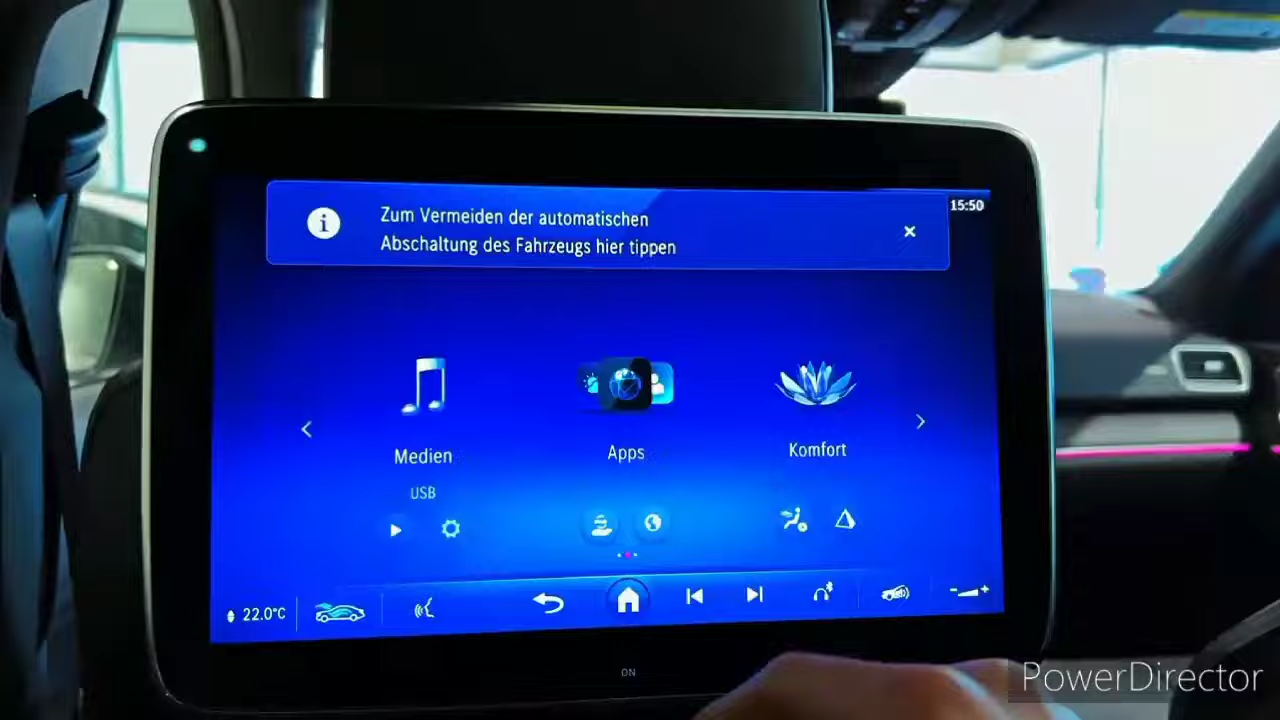 Zum Vermeiden der automatischen
Abschaltung des Fahrzeugs hier tippen
15:50
Medien
Apps
Komfort
USB
22.0°C
ON
PowerDirector